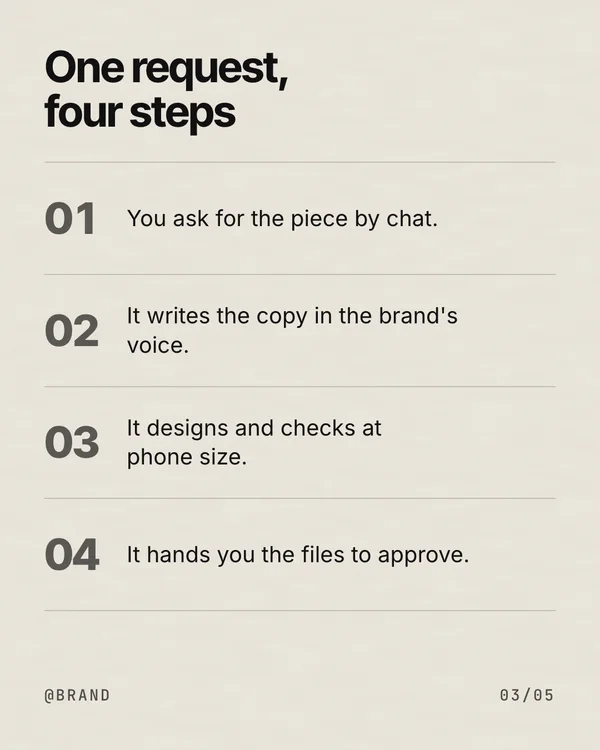 One request,
four steps
01 You ask for the piece by chat.
02 It writes the copy in the brand's
voice.
03 It designs and checks at
phone size.
04 It hands you the files to approve.
@BRAND 03/05